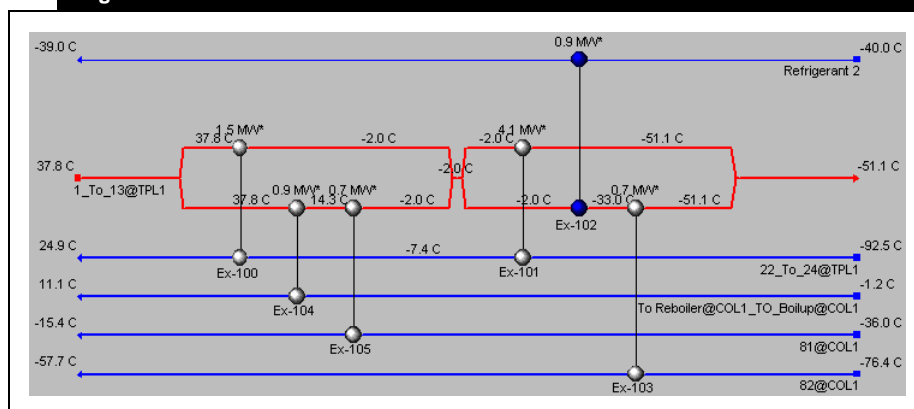 0.9 MW*
-39.0 C -40.0 C
Refrigerant 2
1.5 MW* 4.1 MW*
37.8 C -2.0 C -2.0 C -51.1 C
37.8 C -2.0 C -51.1 C
1_To_13@TPL1
0.9 MW* 0.7 MW* 0.7 MW*
37.8 C 14.3 C -2.0 C -2.0 C -33.0 C -51.1 C
Ex-102
24.9 C -7.4 C -92.5 C
Ex-100 Ex-101 22_To_24@TPL1
11.1 C -1.2 C
Ex-104 To Reboiler@COL1_TO_Boilup@COL1
-15.4 C -36.0 C
Ex-105 81@COL1
-57.7 C -76.4 C
Ex-103 82@COL1